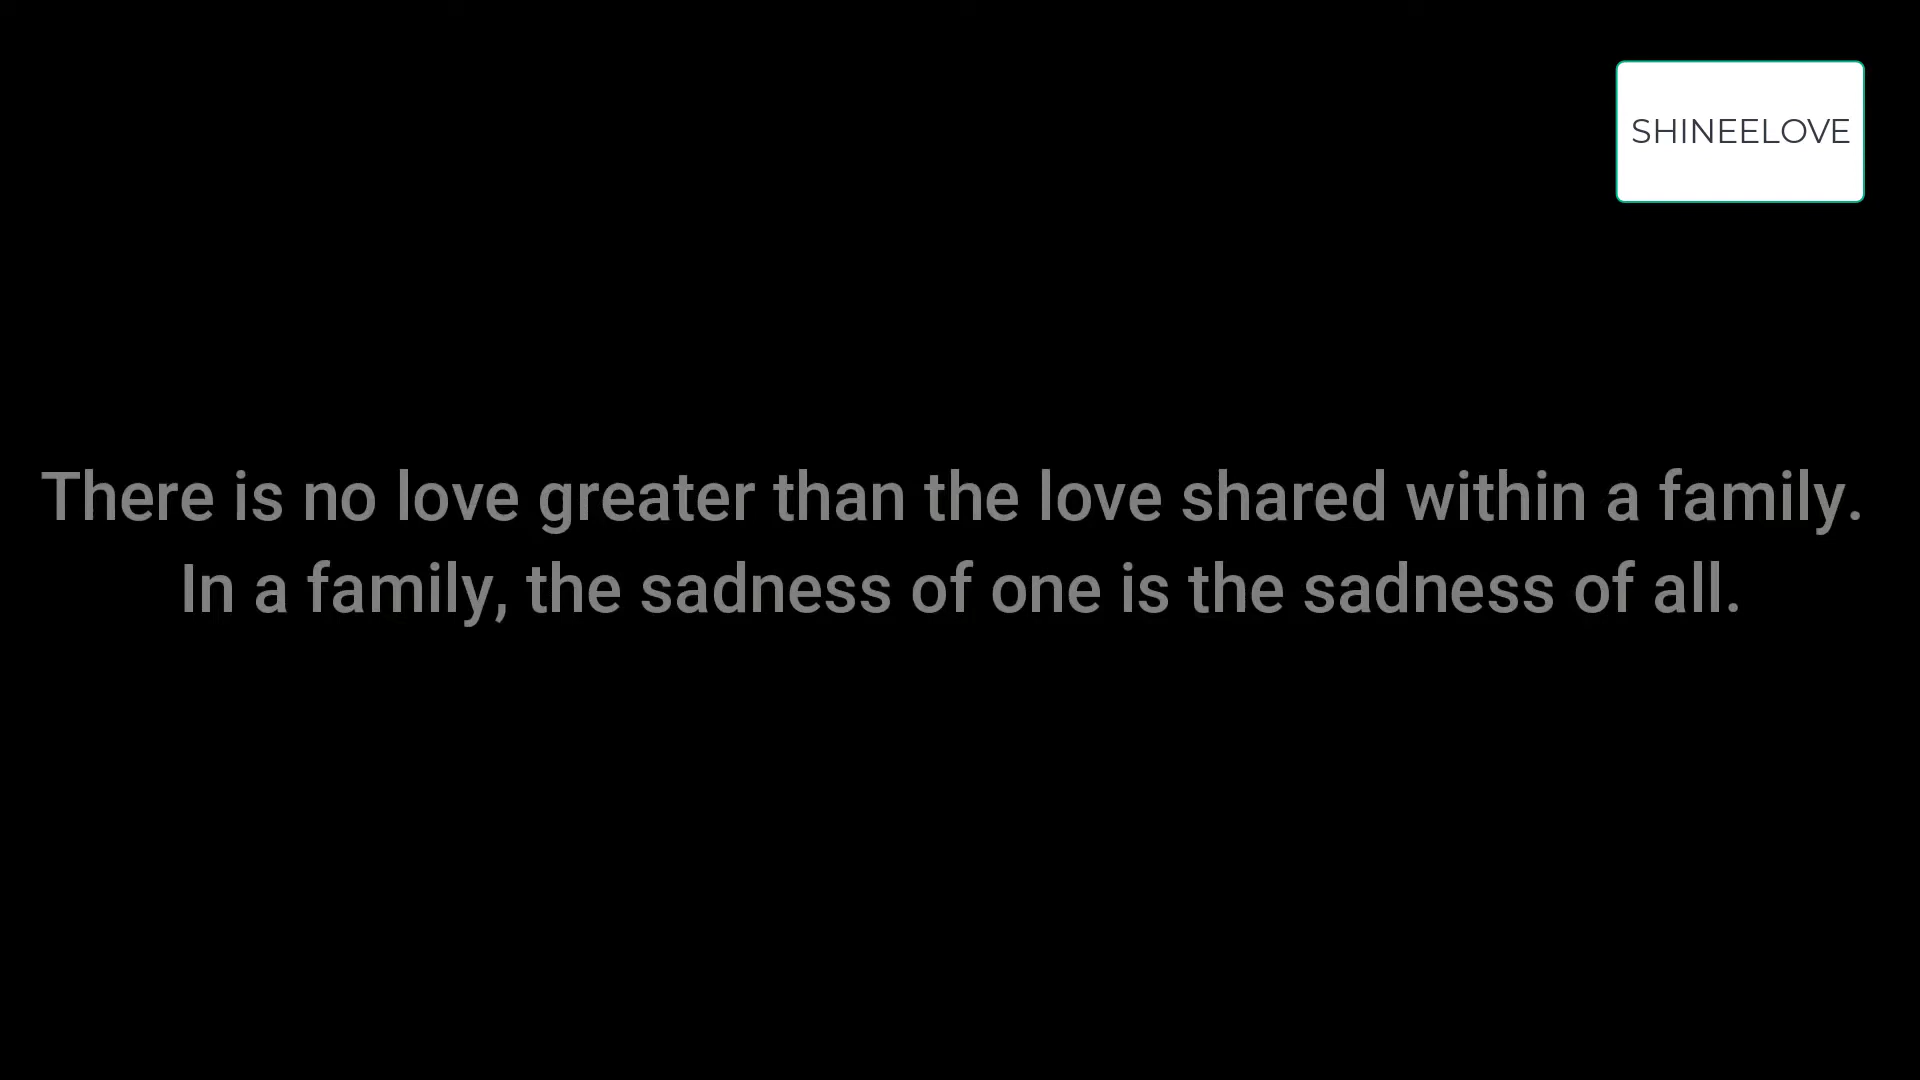 SHINEELOVE
There is no love greater than the love shared within a family.
In a family, the sadness of one is the sadness of all.